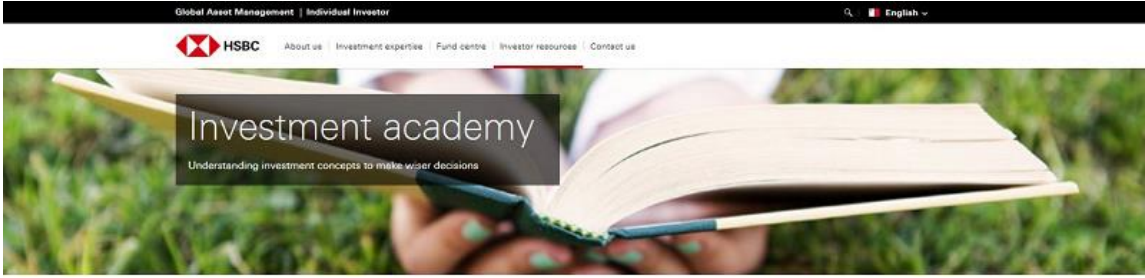 Global Asset Management | Individual Investor English
HSBC About us Investment expertise Fund centre Investor resources Contact us
Investment academy
Understanding investment concepts to make wiser decisions